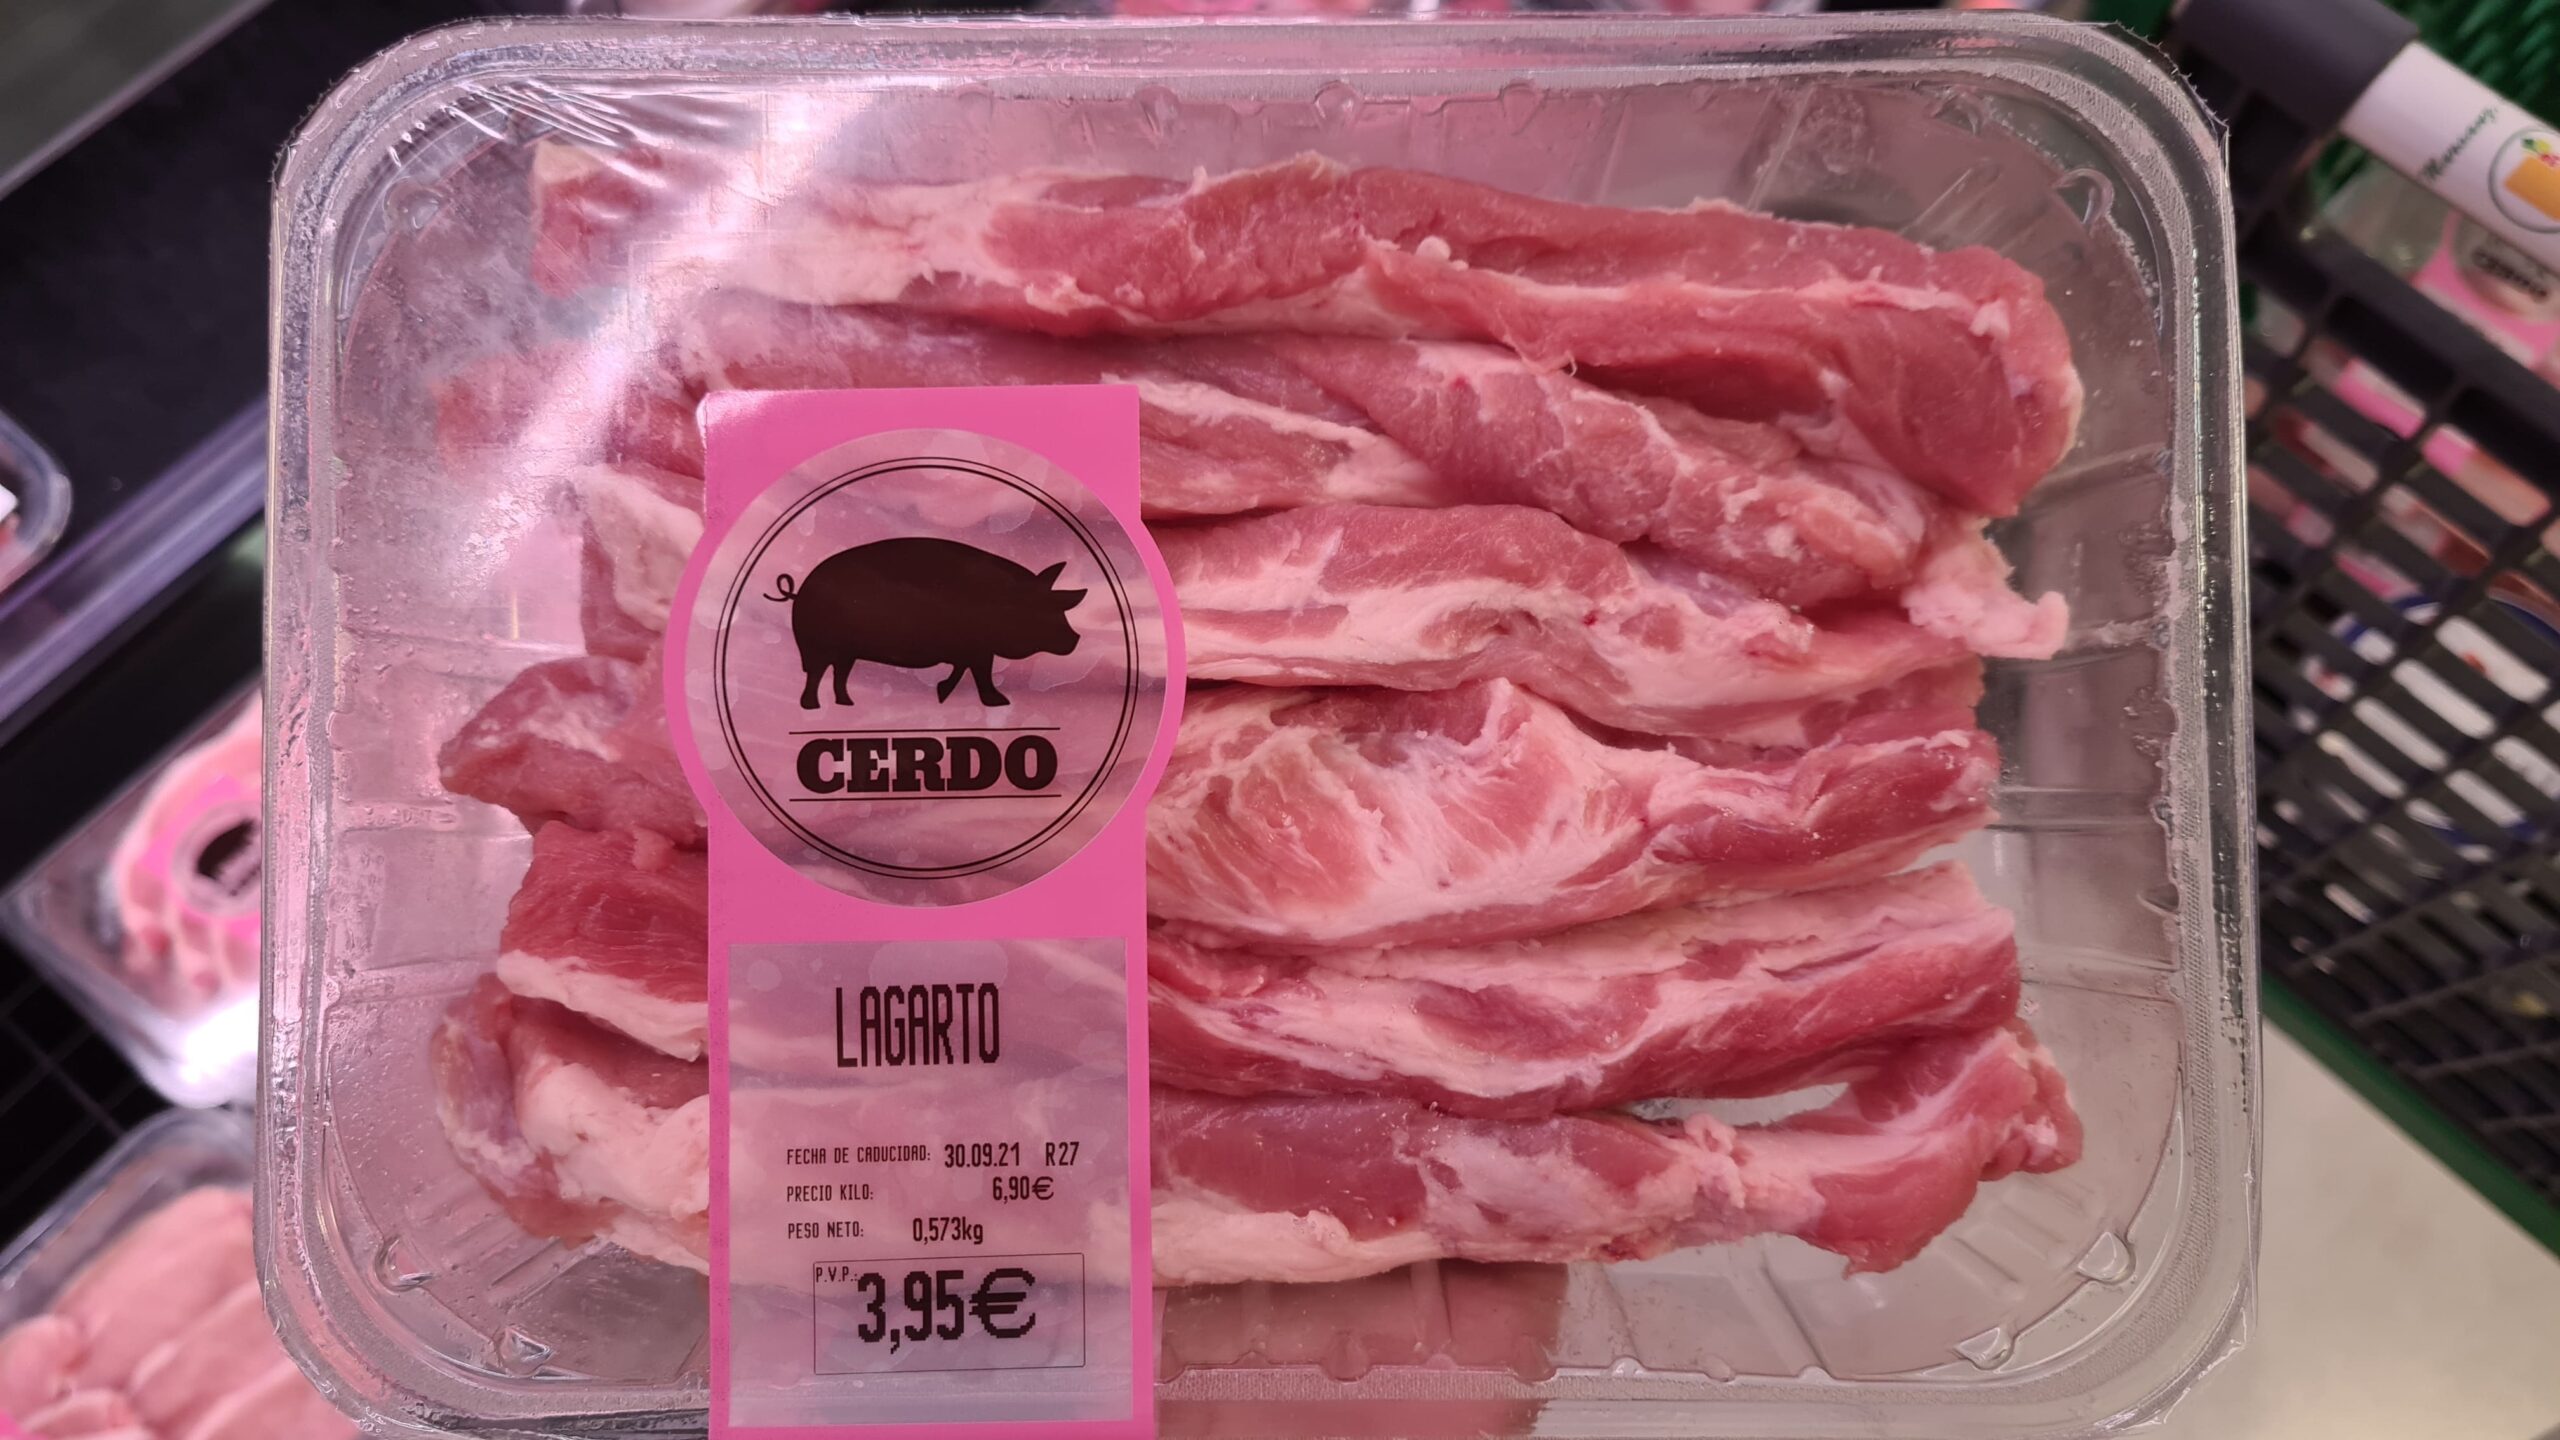 CERDO
LAGARTO
FECHA DE CADUCIDAD: 30.09.21 R27
PRECIO KILO: 6,90€
PESO NETO: 0,573kg
P.V.P.: 3,95€
CERDO